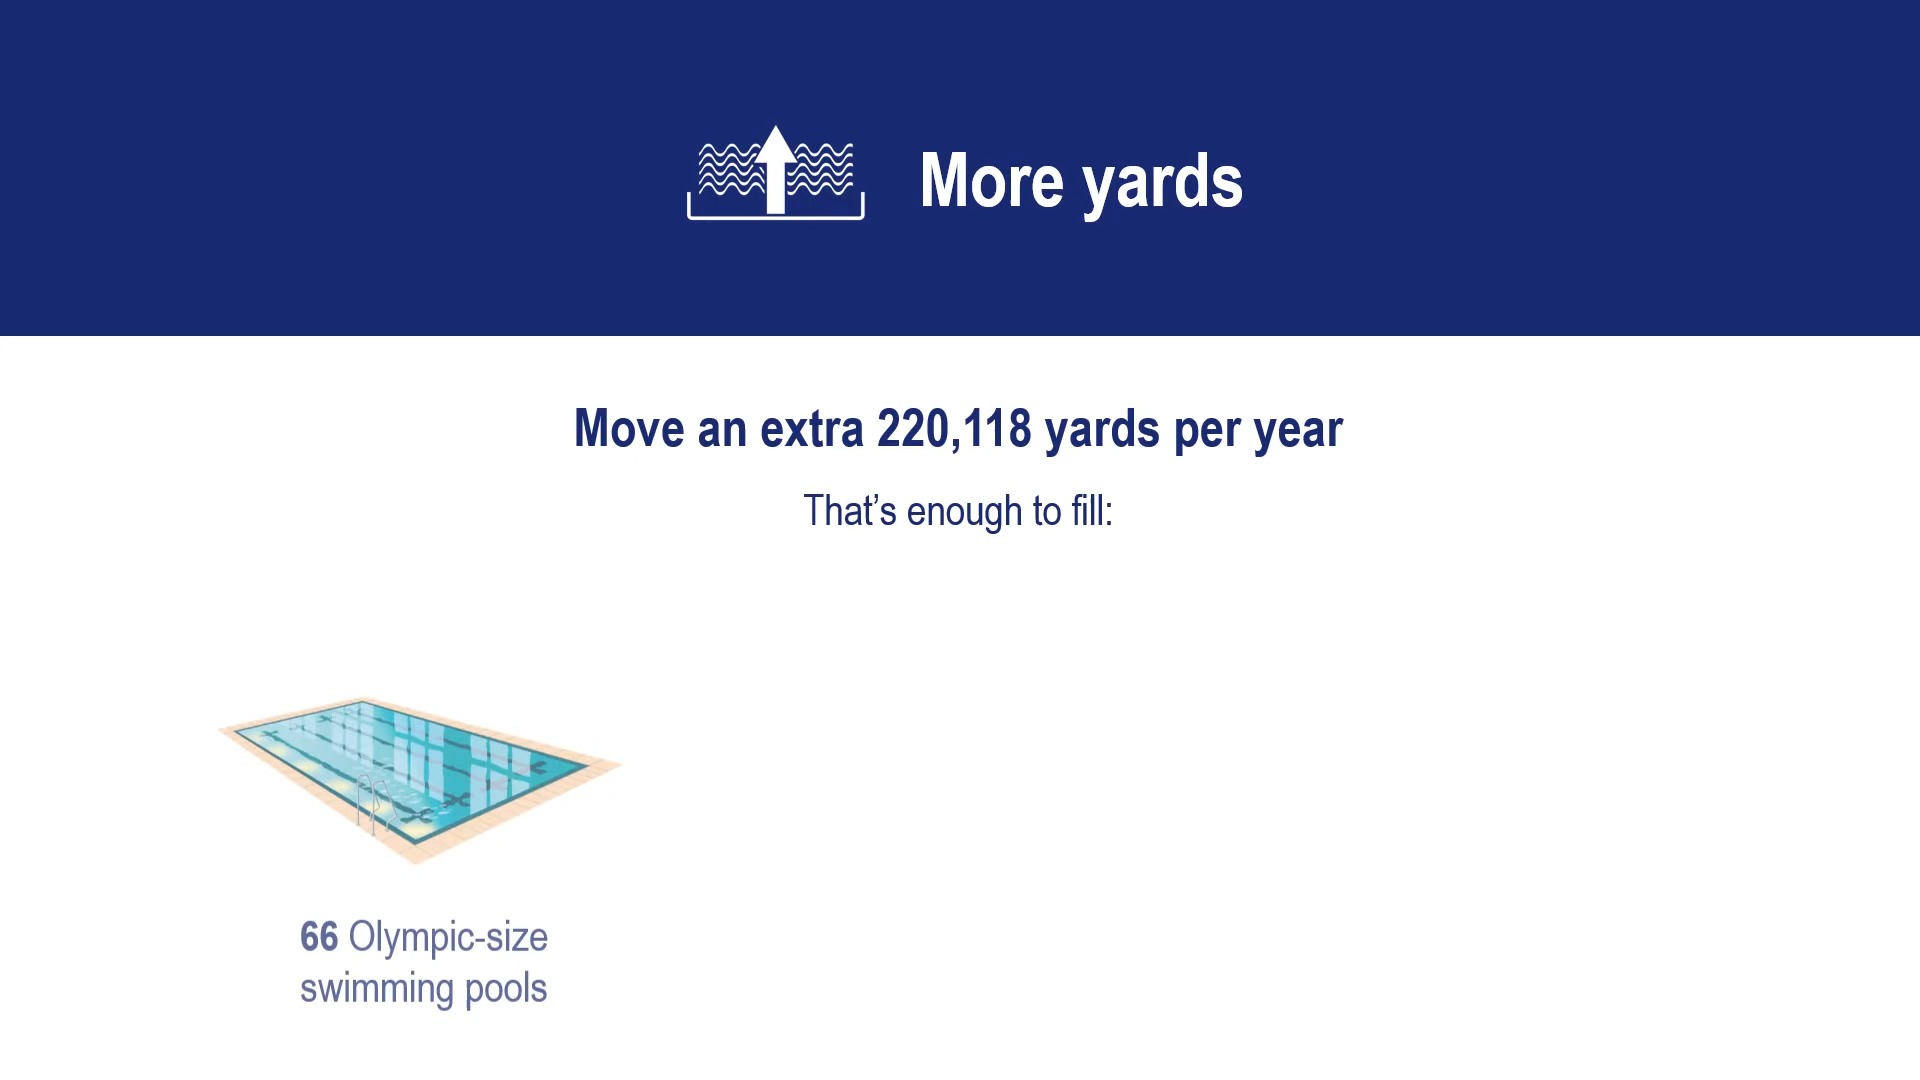 More yards
Move an extra 220,118 yards per year
That’s enough to fill:
66 Olympic-size
swimming pools